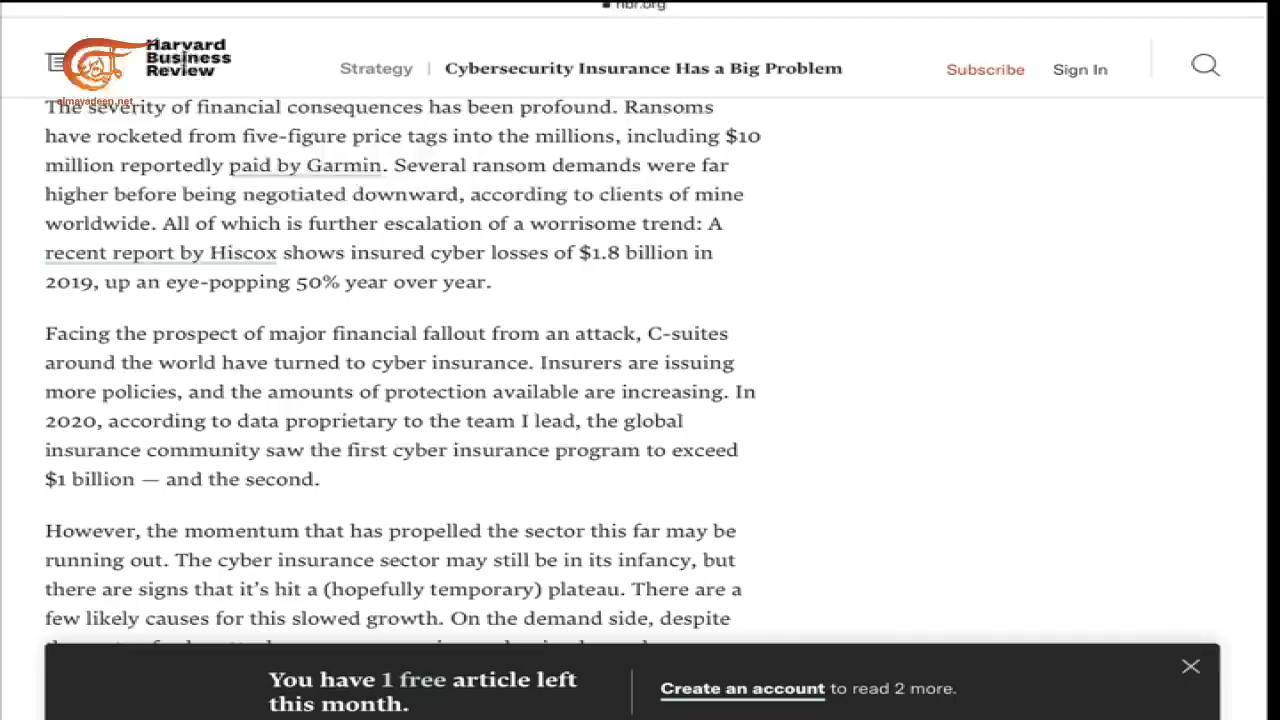 hbr.org
Harvard
Business
Review
almayadeen.net
Strategy | Cybersecurity Insurance Has a Big Problem
Subscribe Sign In
The severity of financial consequences has been profound. Ransoms
have rocketed from five-figure price tags into the millions, including $10
million reportedly paid by Garmin. Several ransom demands were far
higher before being negotiated downward, according to clients of mine
worldwide. All of which is further escalation of a worrisome trend: A
recent report by Hiscox shows insured cyber losses of $1.8 billion in
2019, up an eye-popping 50% year over year.
Facing the prospect of major financial fallout from an attack, C-suites
around the world have turned to cyber insurance. Insurers are issuing
more policies, and the amounts of protection available are increasing. In
2020, according to data proprietary to the team I lead, the global
insurance community saw the first cyber insurance program to exceed
$1 billion — and the second.
However, the momentum that has propelled the sector this far may be
running out. The cyber insurance sector may still be in its infancy, but
there are signs that it's hit a (hopefully temporary) plateau. There are a
few likely causes for this slowed growth. On the demand side, despite
You have 1 free article left
this month.
Create an account to read 2 more.